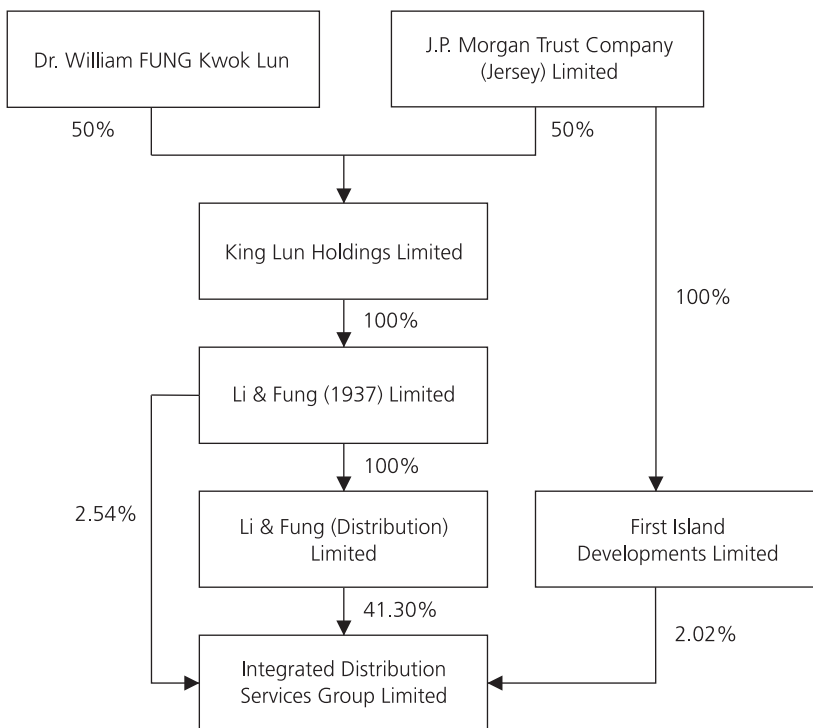 Dr. William FUNG Kwok Lun
J.P. Morgan Trust Company
(Jersey) Limited
50%
50%
King Lun Holdings Limited
100%
100%
Li & Fung (1937) Limited
100%
2.54%
Li & Fung (Distribution)
Limited
First Island
Developments Limited
41.30%
2.02%
Integrated Distribution
Services Group Limited